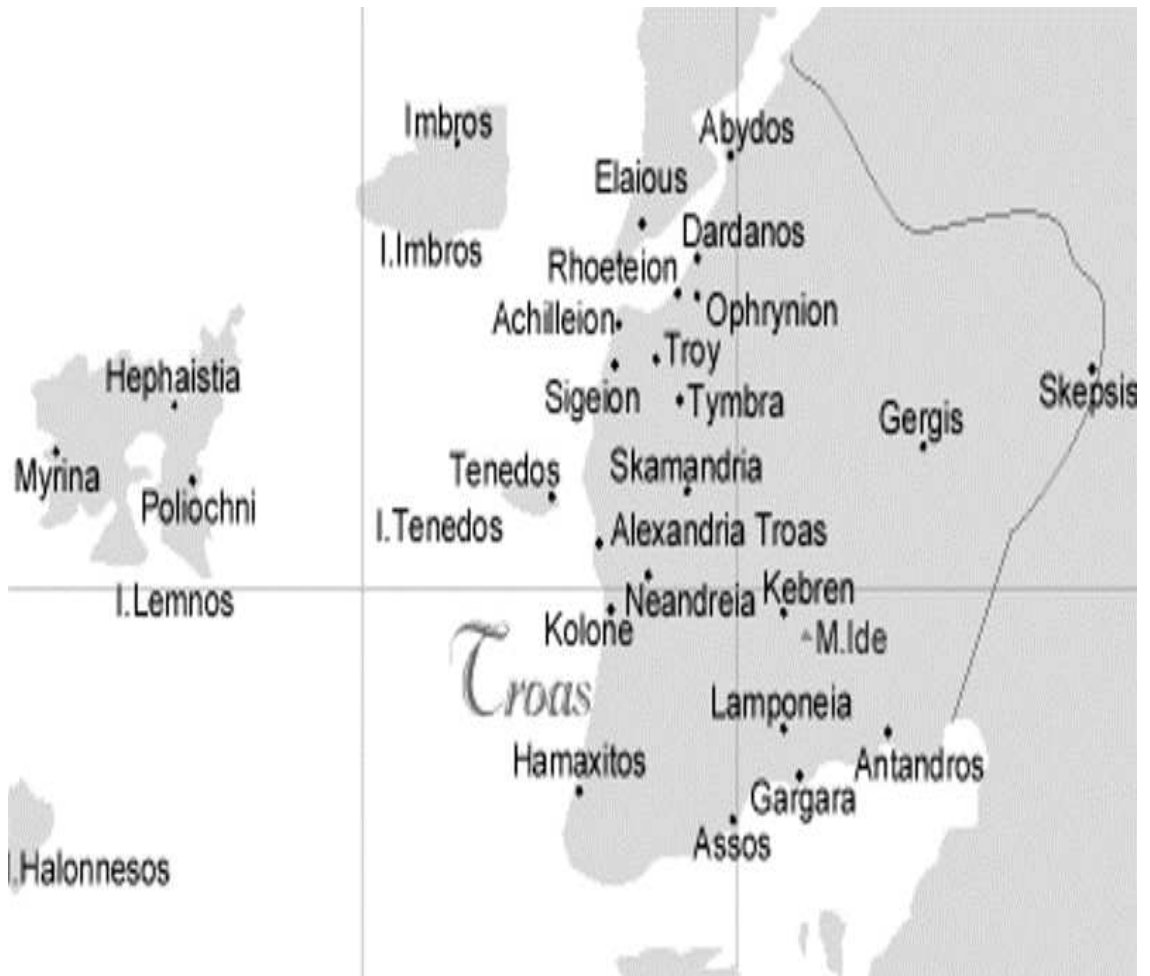 Imbros
Abydos
Elaious
I.Imbros
Dardanos
Rhoeteion
Achilleion
Ophrynion
Troy
Hephaistia
Sigeion
Tymbra
Skepsis
Gergis
Myrina
Tenedos
Skamandria
Poliochni
I.Tenedos
Alexandria Troas
I.Lemnos
Neandreia
Kebren
Kolone
M.Ide
Troas
Lamponeia
Hamaxitos
Antandros
Gargara
Assos
I.Halonnesos